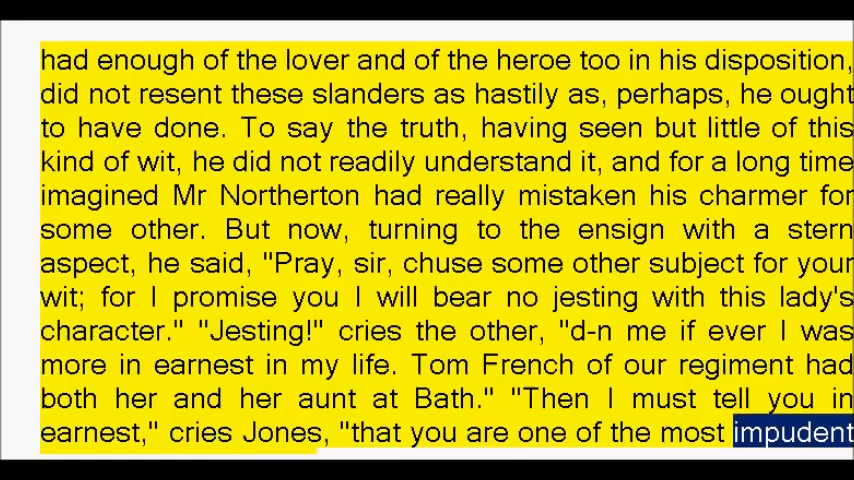 had enough of the lover and of the heroe too in his disposition,
did not resent these slanders as hastily as, perhaps, he ought
to have done. To say the truth, having seen but little of this
kind of wit, he did not readily understand it, and for a long time
imagined Mr Northerton had really mistaken his charmer for
some other. But now, turning to the ensign with a stern
aspect, he said, "Pray, sir, chuse some other subject for your
wit; for I promise you I will bear no jesting with this lady's
character." "Jesting!" cries the other, "d-n me if ever I was
more in earnest in my life. Tom French of our regiment had
both her and her aunt at Bath." "Then I must tell you in
earnest," cries Jones, "that you are one of the most impudent